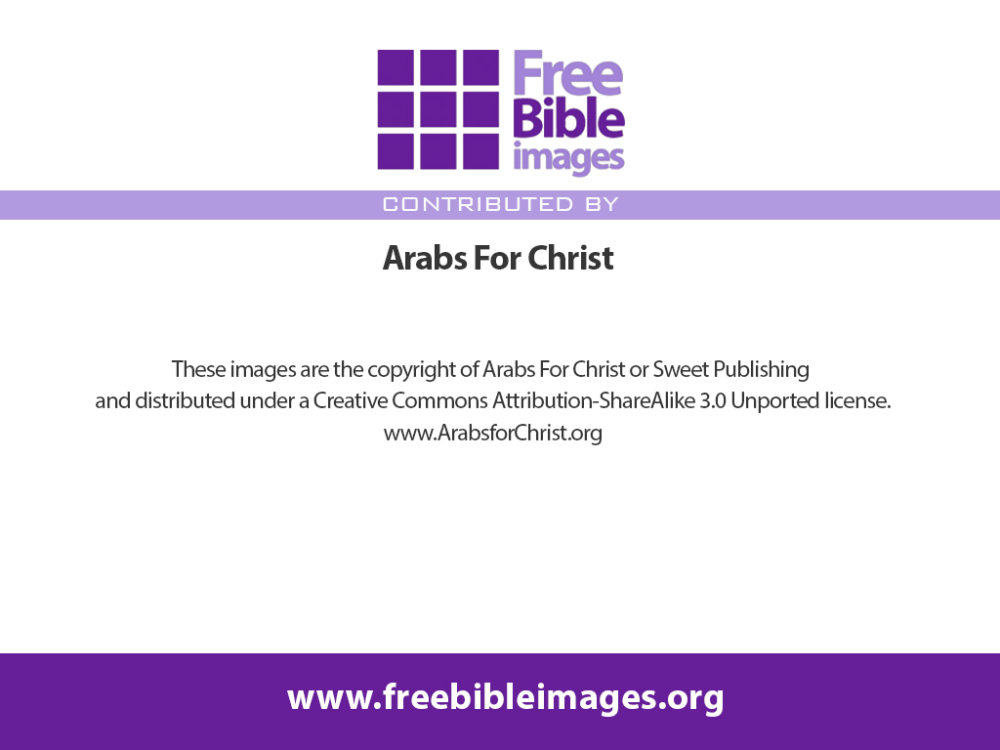 Free
Bible
images
CONTRIBUTED BY
Arabs For Christ
These images are the copyright of Arabs For Christ or Sweet Publishing
and distributed under a Creative Commons Attribution-ShareAlike 3.0 Unported license.
www.ArabsforChrist.org
www.freebibleimages.org